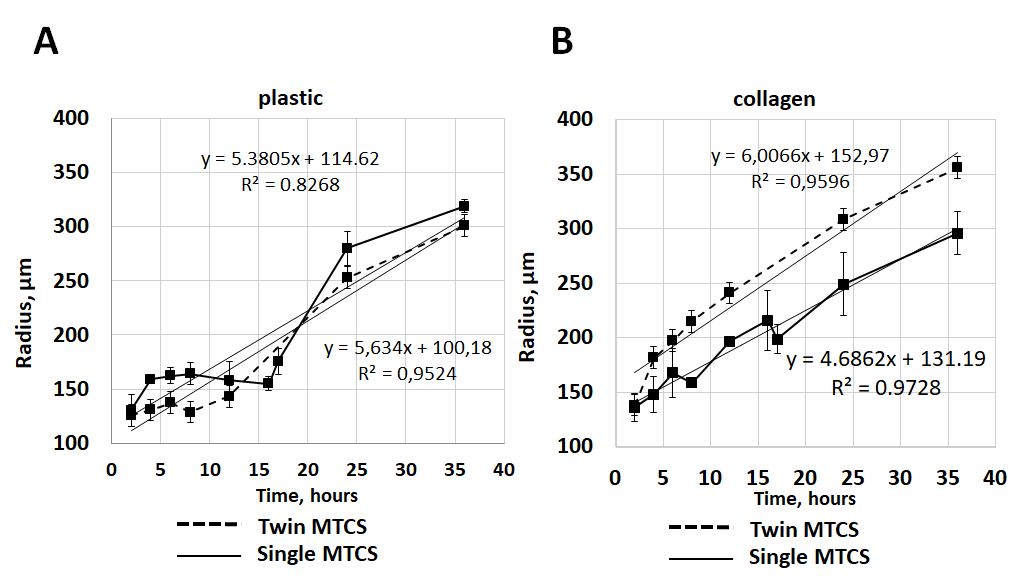 A
plastic
400
350
300
250
200
150
100
Radius, µm
y = 5.3805x + 114.62
R² = 0.8268
y = 5,634x + 100,18
R² = 0,9524
0 5 10 15 20 25 30 35 40
Time, hours
Twin MTCS
Single MTCS
B
collagen
400
350
300
250
200
150
100
Radius, µm
y = 6,0066x + 152,97
R² = 0,9596
y = 4.6862x + 131.19
R² = 0.9728
0 5 10 15 20 25 30 35 40
Time, hours
Twin MTCS
Single MTCS